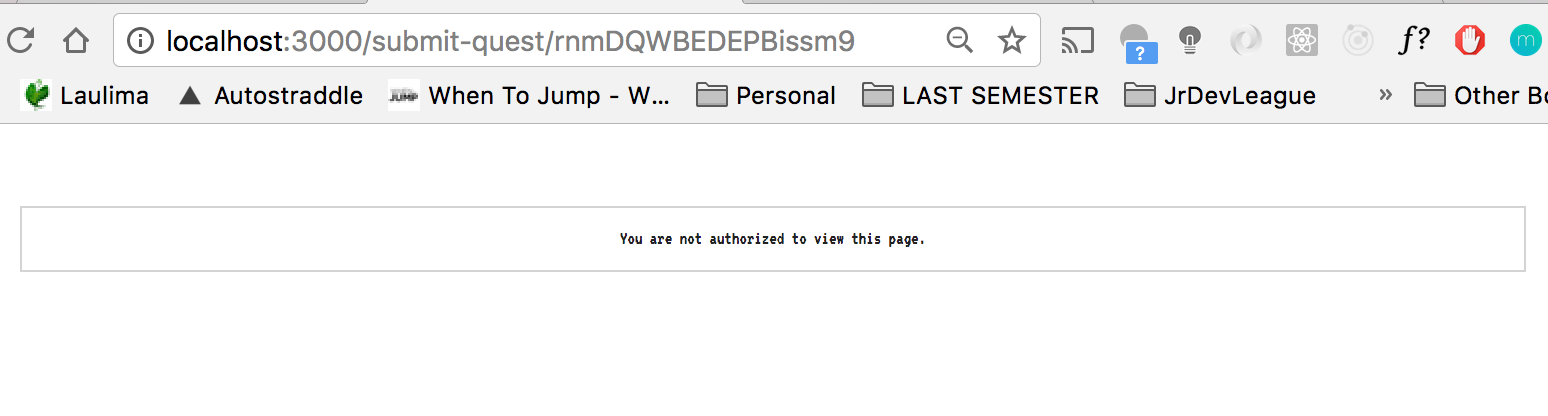 localhost:3000/submit-quest/rnmDQWBEDEPBissm9
?
f?
m
Laulima
Autostraddle
JUMP
When To Jump - W...
Personal
LAST SEMESTER
JrDevLeague
»
Other Bo
You are not authorized to view this page.